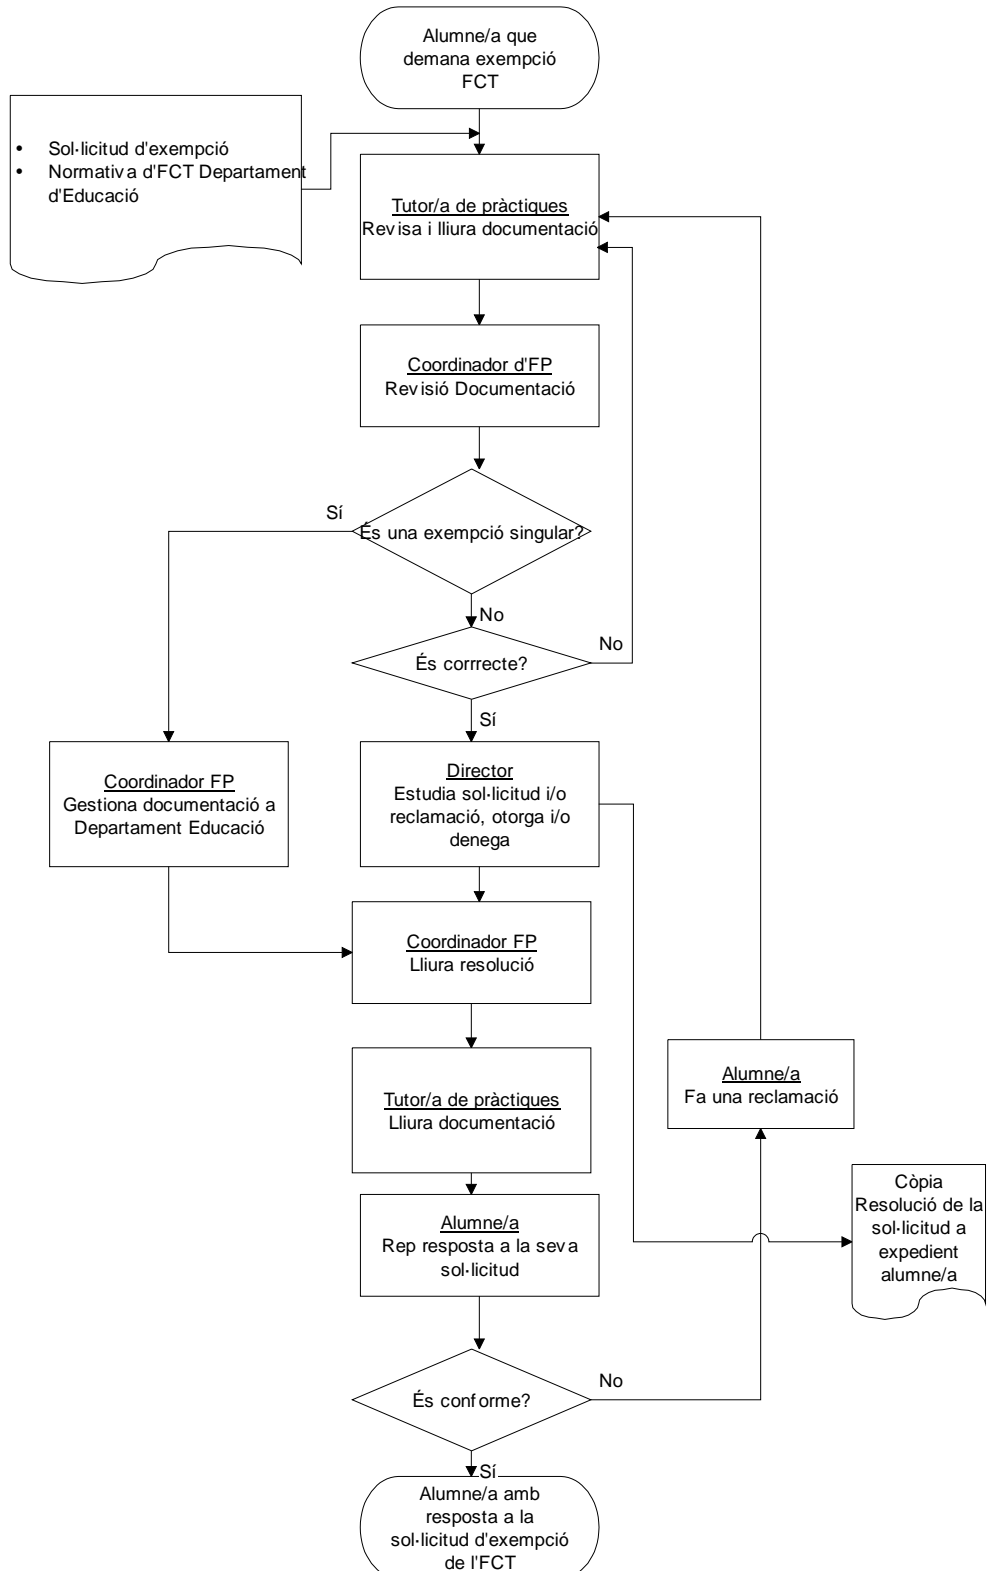 Alumne/a que
demana exempció
FCT
• Sol·licitud d'exempció
• Normativa d'FCT Departament
d'Educació
Tutor/a de pràctiques
Revisa i lliura documentació
Coordinador d'FP
Revisió Documentació
Sí
És una exempció singular?
No
És corrrecte?
No
Sí
Coordinador FP
Gestiona documentació a
Departament Educació
Director
Estudia sol·licitud i/o
reclamació, otorga i/o
denega
Coordinador FP
Lliura resolució
Tutor/a de pràctiques
Lliura documentació
Alumne/a
Fa una reclamació
Alumne/a
Rep resposta a la seva
sol·licitud
Còpia
Resolució de la
sol·licitud a
expedient
alumne/a
És conforme?
No
Sí
Alumne/a amb
resposta a la
sol·licitud d'exempció
de l'FCT